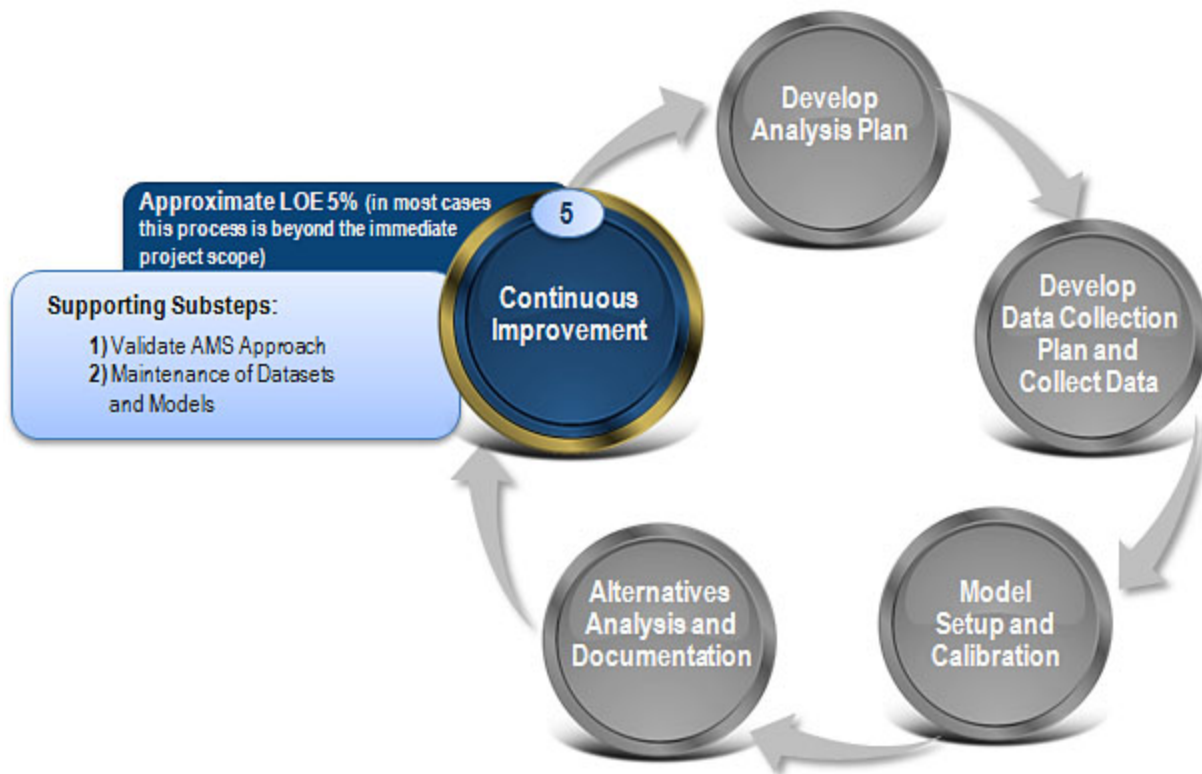 Develop
Analysis Plan
Approximate LOE 5% (in most cases
this process is beyond the immediate
project scope)
5
Continuous
Improvement
Supporting Substeps:
1) Validate AMS Approach
2) Maintenance of Datasets
and Models
Develop
Data Collection
Plan and
Collect Data
Model
Setup and
Calibration
Alternatives
Analysis and
Documentation